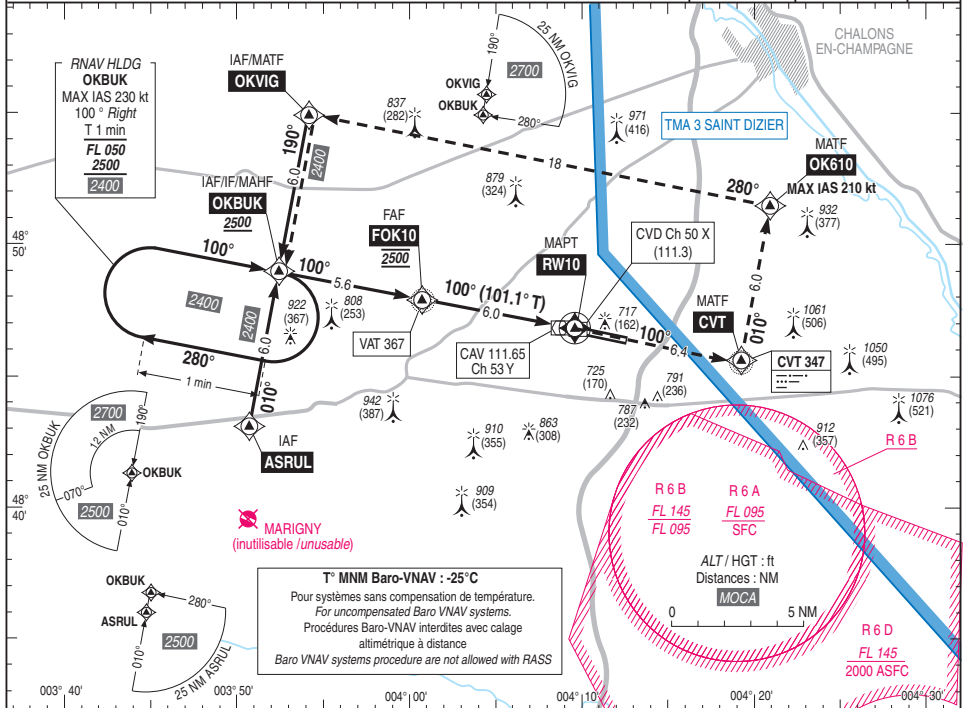 CHALONS
EN-CHAMPAGNE
RNAV HLDG
OKBUK
MAX IAS 230 kt
100 ° Right
T 1 min
FL 050
2500
2400
IAF/MATF
OKVIG
190°
6.0
2400
OKVIG
OKBUK
190°
280°
2700
25 NM OKVIG
837
(282)
971
(416)
TMA 3 SAINT DIZIER
18
MATF
OK610
280°
MAX IAS 210 kt
932
(377)
879
(324)
IAF/IF/MAHF
OKBUK
2500
FAF
FOK10
2500
MAPT
RW10
CVD Ch 50 X
(111.3)
48°
50'
100°
100°
5.6
100° (101.1° T)
6.0
2400
2400
6.0
922
(367)
808
(253)
VAT 367
717
(162)
CAV 111.65
Ch 53 Y
100°
6.4
MATF
CVT
010°
6.0
CVT 347
1061
(506)
1050
(495)
280°
1 min
010°
725
(170)
791
(236)
787
(232)
1076
(521)
942
(387)
910
(355)
863
(308)
912
(357)
R 6 B
IAF
ASRUL
2700
190°
12 NM
25 NM OKBUK
OKBUK
070°
2500
010°
909
(354)
48°
40'
MARIGNY
(inutilisable /unusable)
R 6 B
FL 145
FL 095
R 6 A
FL 095
SFC
ALT / HGT : ft
Distances : NM
MOCA
0
5 NM
OKBUK
ASRUL
280°
2500
010°
25 NM ASRUL
T° MNM Baro-VNAV : -25°C
Pour systèmes sans compensation de température.
For uncompensated Baro VNAV systems.
Procédures Baro-VNAV interdites avec calage
altimétrique à distance
Baro VNAV systems procedure are not allowed with RASS
R 6 D
FL 145
2000 ASFC
003° 40'
003° 50'
004° 00'
004° 10'
004° 20'
004° 30'